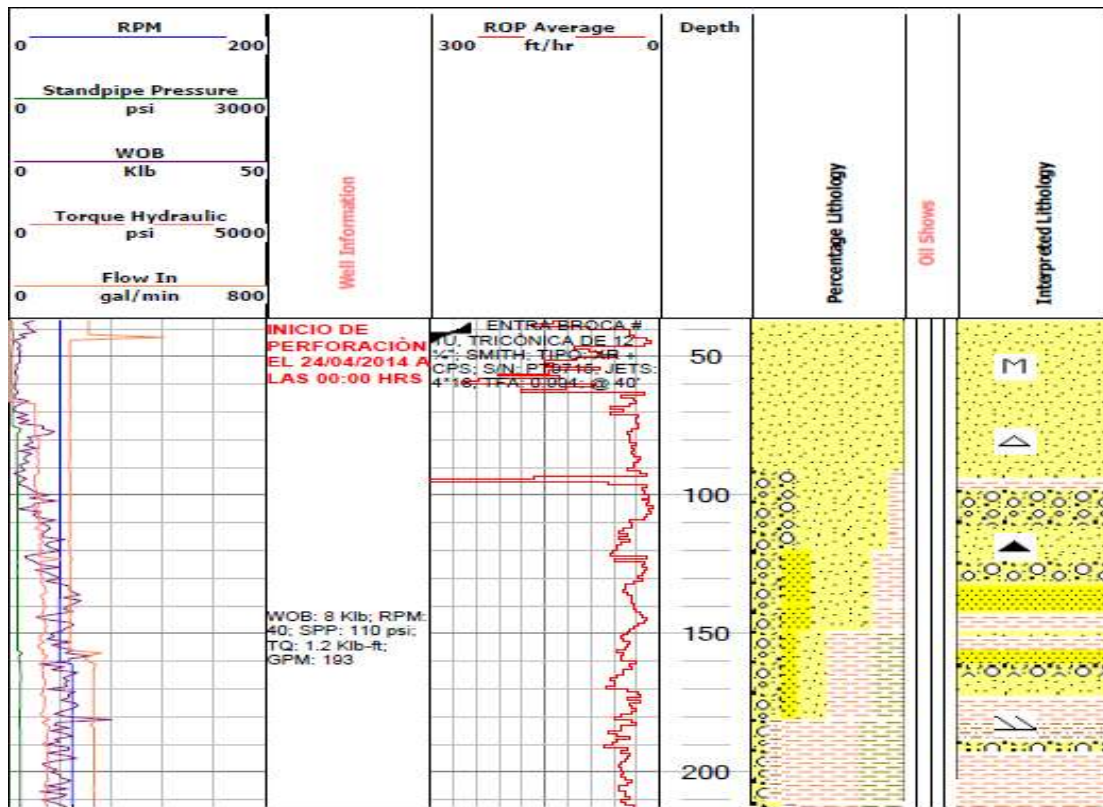 RPM
0 200
Standpipe Pressure
0 psi 3000
WOB
0 Klb 50
Torque Hydraulic
0 psi 5000
Flow In
0 gal/min 800
Well Information
ROP Average
300 ft/hr 0
Depth
Percentage Lithology
Oil Shows
Interpreted Lithology
INICIO DE
PERFORACIÓN
EL 24/04/2014 A
LAS 00:00 HRS
ENTRA BROCA #
TRICÓNICA DE 12
SMITH; TIPO: XR +
CPS; S/N: JETS:
TFA: @ 40'
WOB: 8 Klb; RPM:
40; SPP: 110 psi;
TQ: 1.2 Klb-ft;
GPM: 193
50
100
150
200
M